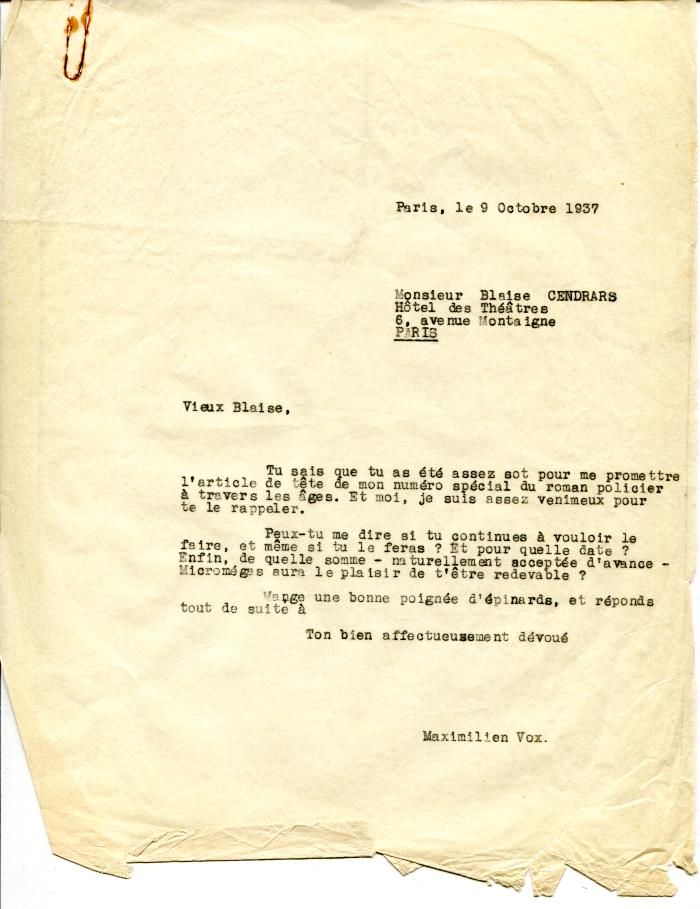 Paris, le 9 Octobre 1937
Monsieur Blaise CENDRARS
Hôtel des Théâtres
6, avenue Montaigne
PARIS
Vieux Blaise,
Tu sais que tu as été assez sot pour me promettre
l'article de tête de mon numéro spécial du roman policier
à travers les âges. Et moi, je suis assez venimeux pour
te le rappeler.
Peux-tu me dire si tu continues à vouloir le
faire, et même si tu le feras ? Et pour quelle date ?
Enfin, de quelle somme - naturellement acceptée d'avance -
Micromégas aura le plaisir de t'être redevable ?
Mange une bonne poignée d'épinards, et réponds
tout de suite à
Ton bien affectueusement dévoué
Maximilien Vox.